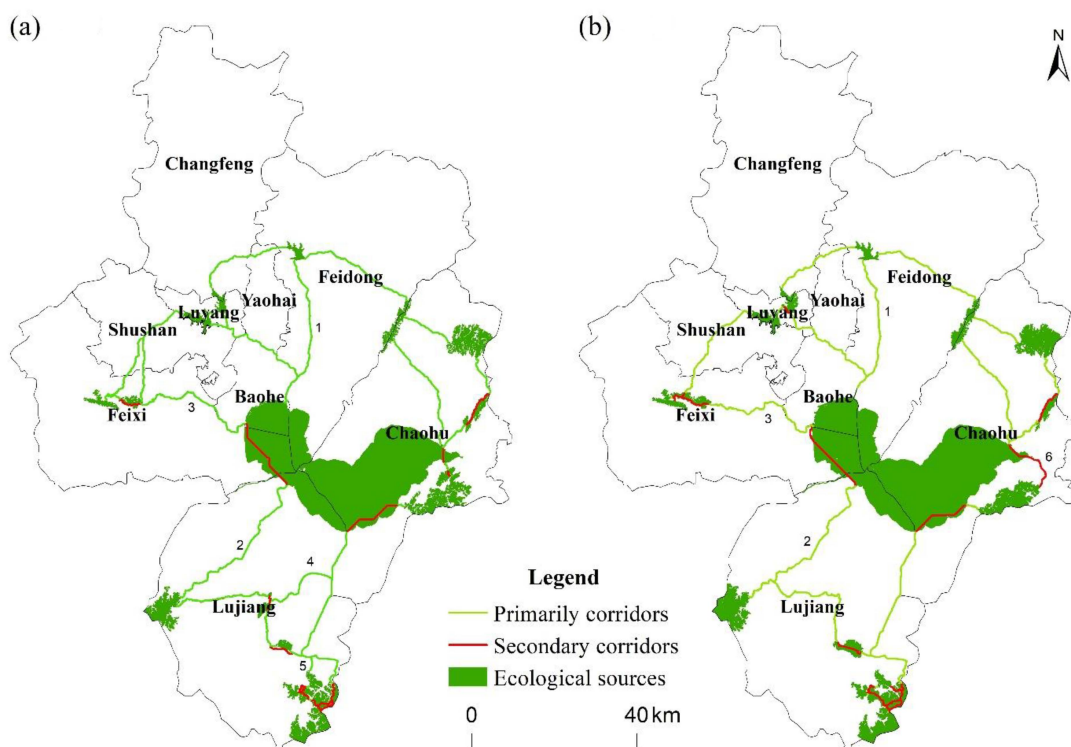 (a)
(b)
N
Changfeng
Changfeng
Feidong
Feidong
Luyang
Yaohai
Luyang
Yaohai
1
1
Shushan
Shushan
Baohe
Baohe
Feixi
3
Feixi
3
Chaohu
Chaohu
6
2
2
4
Lujiang
Lujiang
5
Legend
Primarily corridors
Secondary corridors
Ecological sources
0
40 km